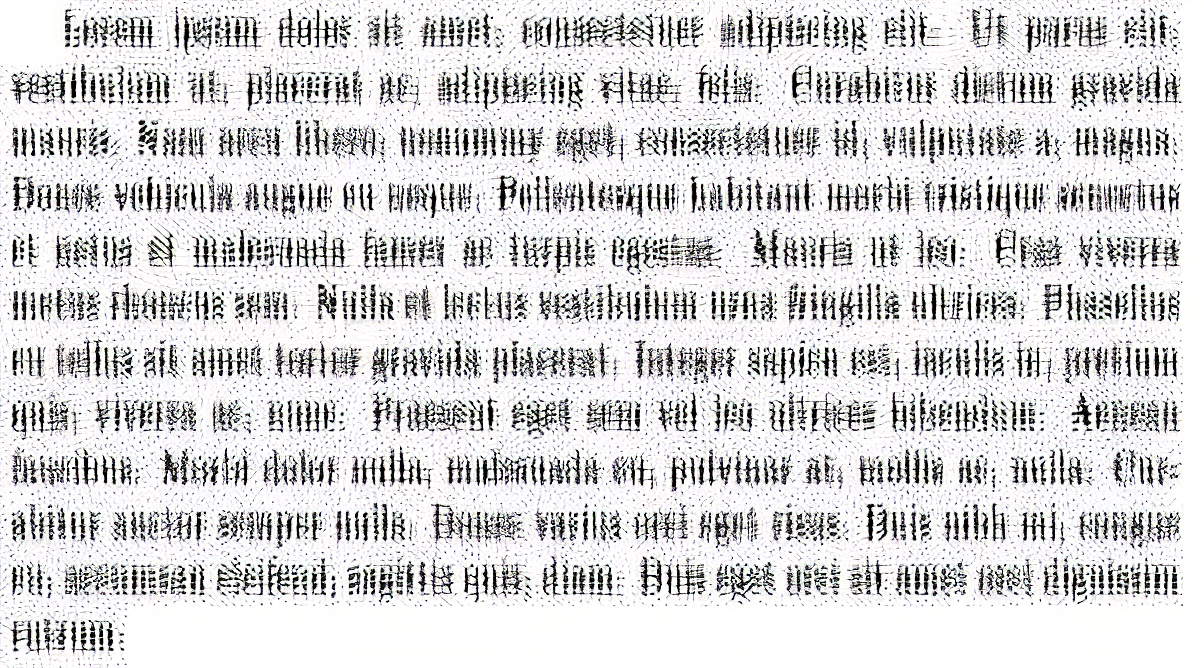 Lorem ipsum dolor sit amet, consectetuer adipiscing elit. Ut purus elit,
vestibulum ut, placerat ac, adipiscing vitae, felis. Curabitur dictum gravida
mauris. Nam arcu libero, nonummy eget, consectetuer id, vulputate a, magna.
Donec vehicula augue eu neque. Pellentesque habitant morbi tristique senectus
et netus et malesuada fames ac turpis egestas. Mauris ut leo. Cras viverra
metus rhoncus sem. Nulla et lectus vestibulum urna fringilla ultrices. Phasellus
eu tellus sit amet tortor gravida placerat. Integer sapien est, iaculis in, pretium
quis, viverra ac, nunc. Praesent eget sem vel leo ultrices bibendum. Aenean
faucibus. Morbi dolor nulla, malesuada eu, pulvinar at, mollis ac, nulla. Cur-
abitur auctor semper nulla. Donec varius orci eget risus. Duis nibh mi, congue
eu, accumsan eleifend, sagittis quis, diam. Duis eget orci sit amet orci dignissim
rutrum.